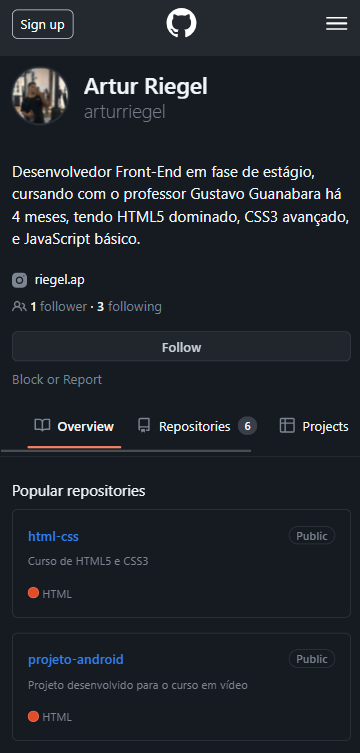 Sign up
Artur Riegel
arturriegel
Desenvolvedor Front-End em fase de estágio,
cursando com o professor Gustavo Guanabara há
4 meses, tendo HTML5 dominado, CSS3 avançado,
e JavaScript básico.
riegel.ap
1 follower · 3 following
Follow
Block or Report
Overview Repositories 6 Projects
Popular repositories
html-css Public
Curso de HTML5 e CSS3
HTML
projeto-android Public
Projeto desenvolvido para o curso em vídeo
HTML